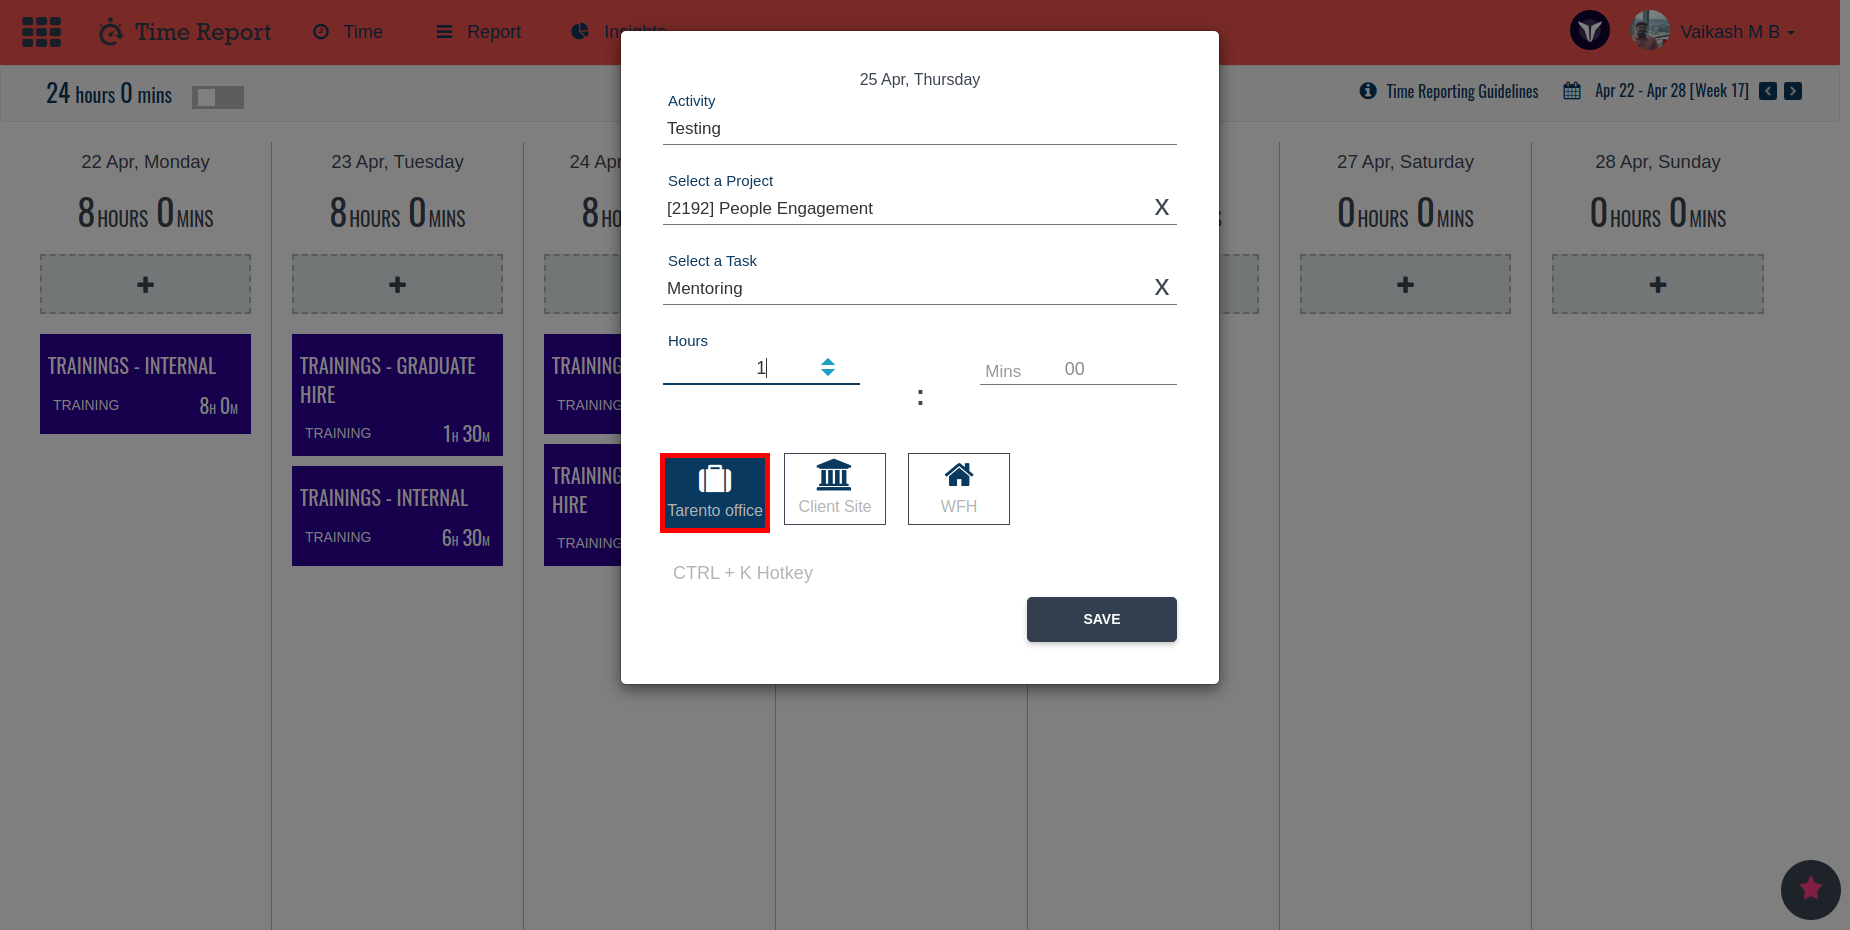 Time Report
Time
Report
Insights
Vaikash M B
24 hours 0 mins
Time Reporting Guidelines
Apr 22 - Apr 28 [Week 17]
22 Apr, Monday
8 HOURS 0 MINS
+
TRAININGS - INTERNAL
TRAINING
8H 0M
23 Apr, Tuesday
8 HOURS 0 MINS
+
TRAININGS - GRADUATE
HIRE
TRAINING
1H 30M
TRAININGS - INTERNAL
TRAINING
6H 30M
24 Apr
8 HO
TRAINING
TRAINING
TRAINING
HIRE
TRAINING
25 Apr, Thursday
Activity
Testing
Select a Project
[2192] People Engagement
X
Select a Task
Mentoring
X
Hours
1
:
Mins
00
Tarento office
Client Site
WFH
CTRL + K Hotkey
SAVE
27 Apr, Saturday
0 HOURS 0 MINS
+
28 Apr, Sunday
0 HOURS 0 MINS
+